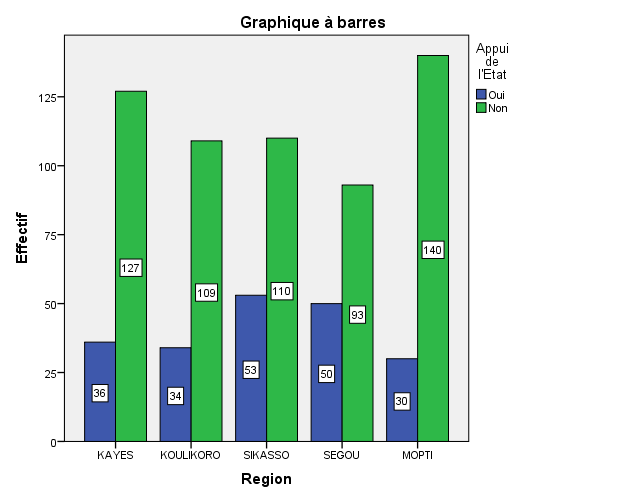 Graphique à barres
Appui
de
l'Etat
Oui
Non
Effectif
125
100
75
50
25
0
127
109
110
93
140
36
34
53
50
30
KAYES KOULIKORO SIKASSO SEGOU MOPTI
Region